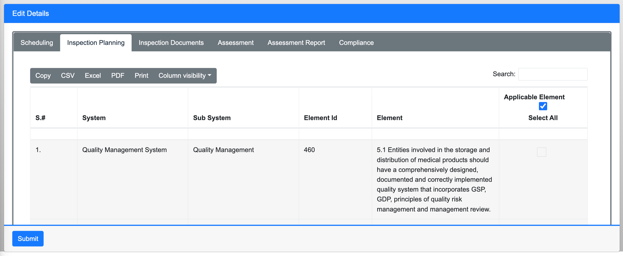 Edit Details
Scheduling Inspection Planning Inspection Documents Assessment Assessment Report Compliance
Copy CSV Excel PDF Print Column visibility
Search:
Applicable Element
S.# System Sub System Element Id Element Select All
1. Quality Management System Quality Management 460 5.1 Entities involved in the storage and
distribution of medical products should
have a comprehensively designed,
documented and correctly implemented
quality system that incorporates GSP,
GDP, principles of quality risk
management and management review.
Submit